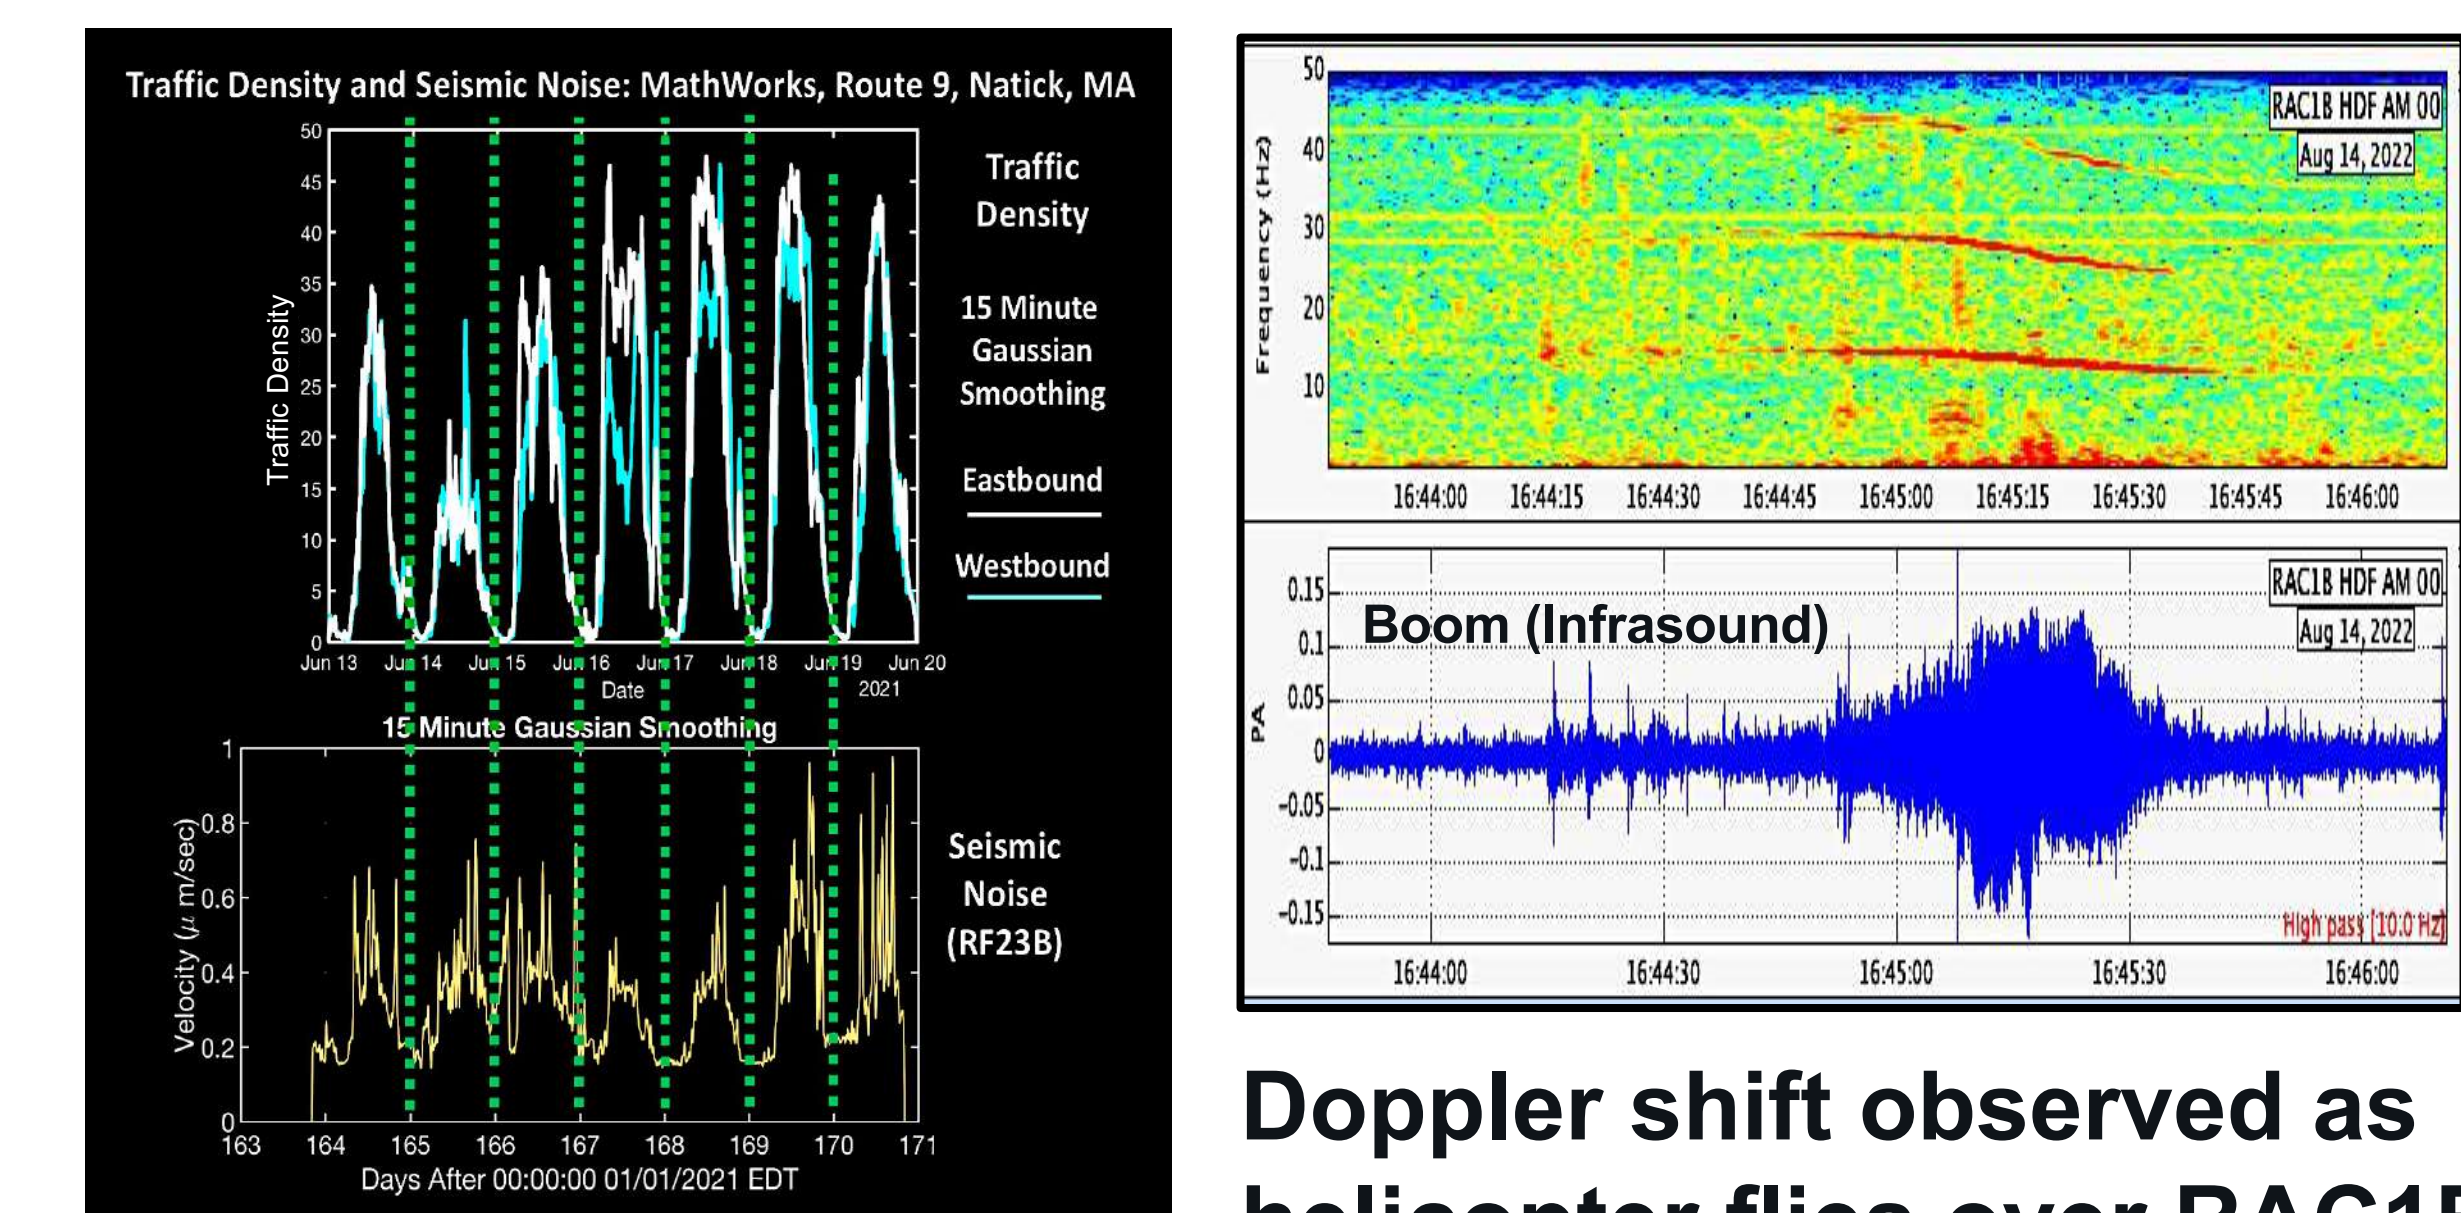 Traffic Density and Seismic Noise: MathWorks, Route 9, Natick, MA
50
45
40
35
30
25
20
15
10
5
0
Traffic Density
Jun 13 Jun 14 Jun 15 Jun 16 Jun 17 Jun 18 Jun 19 Jun 20
Date
2021
Traffic
Density
15 Minute
Gaussian
Smoothing
Eastbound
Westbound
15 Minute Gaussian Smoothing
1
0.8
0.6
0.4
0.2
0
Velocity (μ m/sec)
163 164 165 166 167 168 169 170 171
Days After 00:00:00 01/01/2021 EDT
Seismic
Noise
(RF23B)
50
40
30
20
10
Frequency (Hz)
RAC1B HDF AM 00
Aug 14, 2022
16:44:00 16:44:15 16:44:30 16:44:45 16:45:00 16:45:15 16:45:30 16:45:45 16:46:00
0.15
0.1
0.05
0
-0.05
-0.1
-0.15
PA
Boom (Infrasound)
RAC1B HDF AM 00
Aug 14, 2022
High pass [10.0 Hz]
16:44:00 16:44:30 16:45:00 16:45:30 16:46:00
Doppler shift observed as
helicopter flies over